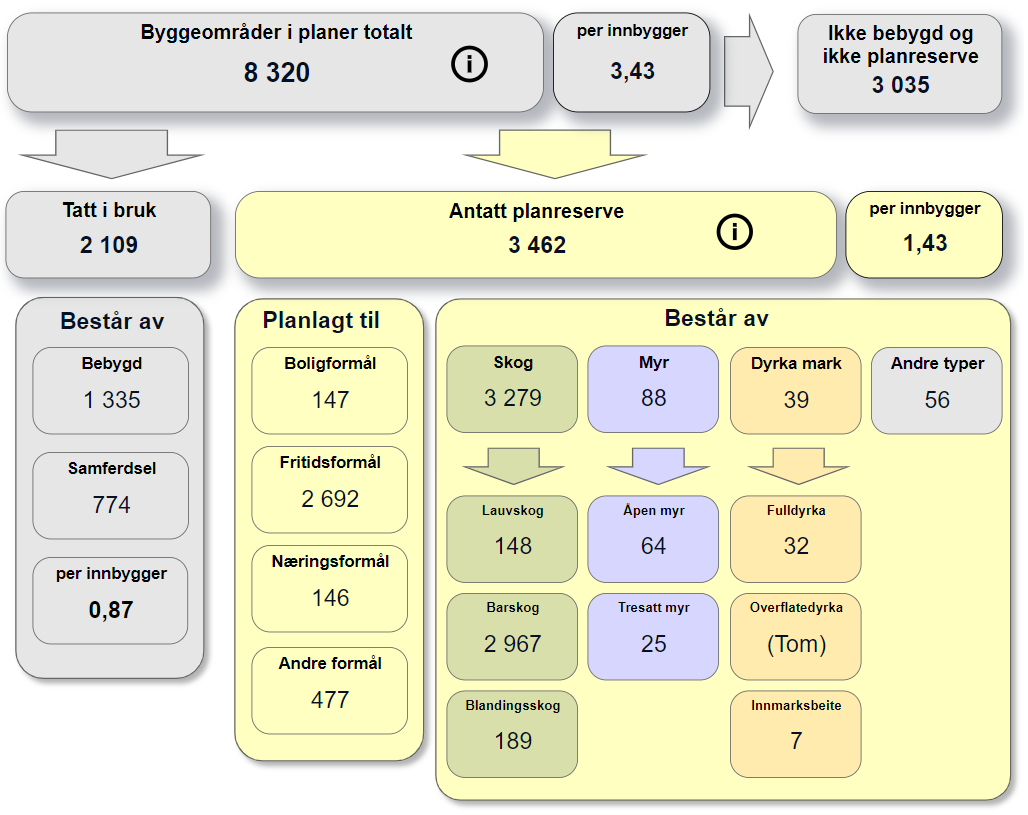 Byggeområder i planer totalt
8 320
i
per innbygger
3,43
Ikke bebygd og
ikke planreserve
3 035
Tatt i bruk
2 109
Antatt planreserve
3 462
i
per innbygger
1,43
Består av
Bebygd
1 335
Samferdsel
774
per innbygger
0,87
Planlagt til
Boligformål
147
Fritidsformål
2 692
Næringsformål
146
Andre formål
477
Består av
Skog
3 279
Myr
88
Dyrka mark
39
Andre typer
56
Lauvskog
148
Åpen myr
64
Fulldyrka
32
Barskog
2 967
Tresatt myr
25
Overflatedyrka
(Tom)
Blandingsskog
189
Innmarksbeite
7